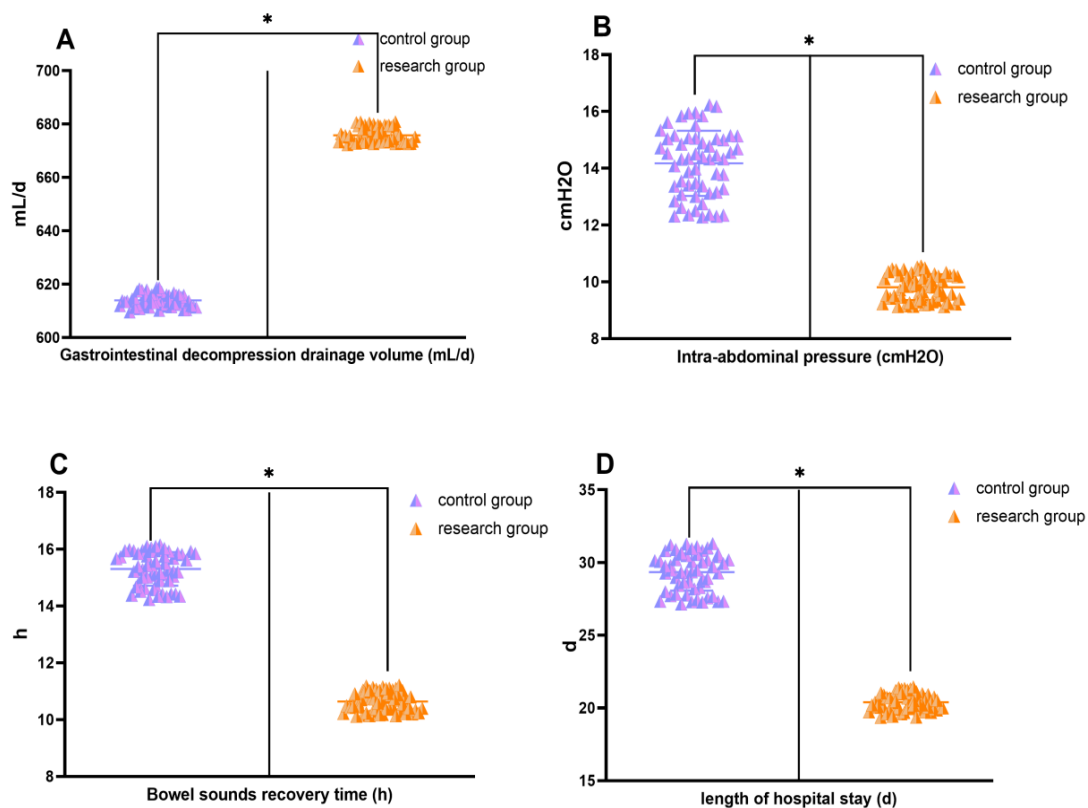 A
*
control group
research group
700
680
660
640
620
600
mL/d
Gastrointestinal decompression drainage volume (mL/d)
B
*
control group
research group
18
16
14
12
10
8
cmH2O
Intra-abdominal pressure (cmH2O)
C
*
control group
research group
18
16
14
12
10
8
h
Bowel sounds recovery time (h)
D
*
control group
research group
35
30
25
20
15
d
length of hospital stay (d)